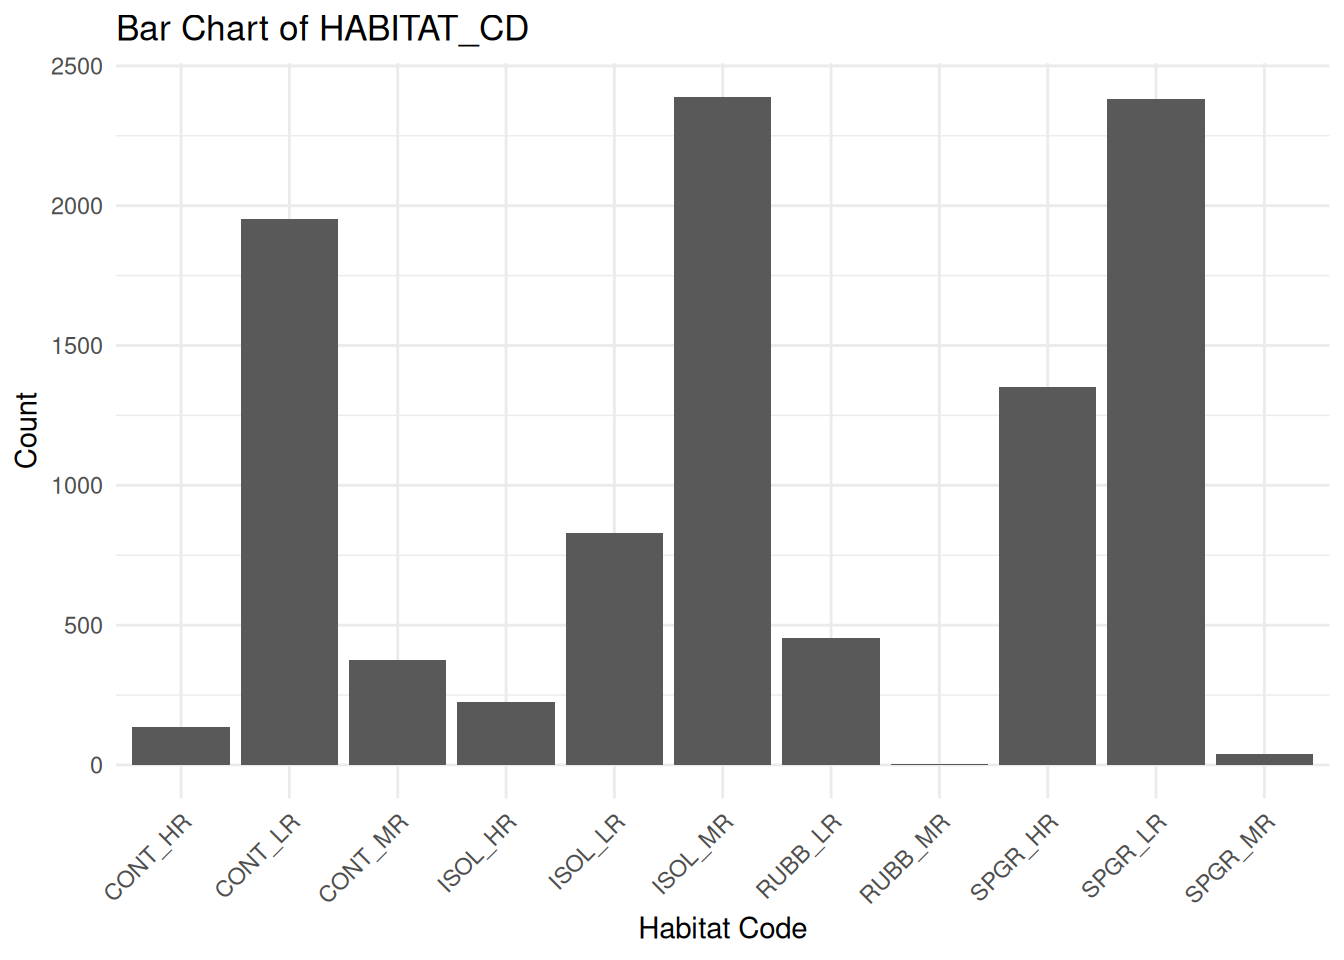 Bar Chart of HABITAT_CD
2500
2000
1500
1000
500
0
Count
CONT_HR
CONT_LR
CONT_MR
ISOL_HR
ISOL_LR
ISOL_MR
RUBB_LR
RUBB_MR
SPGR_HR
SPGR_LR
SPGR_MR
Habitat Code